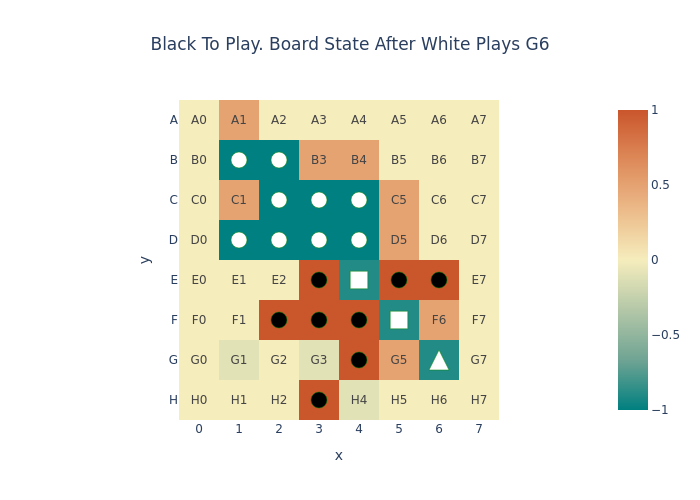 Black To Play. Board State After White Plays G6
A A0 A1 A2 A3 A4 A5 A6 A7
B B0 B3 B4 B5 B6 B7
C C0 C1 C5 C6 C7
D D0 D5 D6 D7
E E0 E1 E2 E7
F F0 F1 F6 F7
G G0 G1 G2 G3 G5 G7
H H0 H1 H2 H4 H5 H6 H7
0 1 2 3 4 5 6 7
x
y
1
0.5
0
−0.5
−1